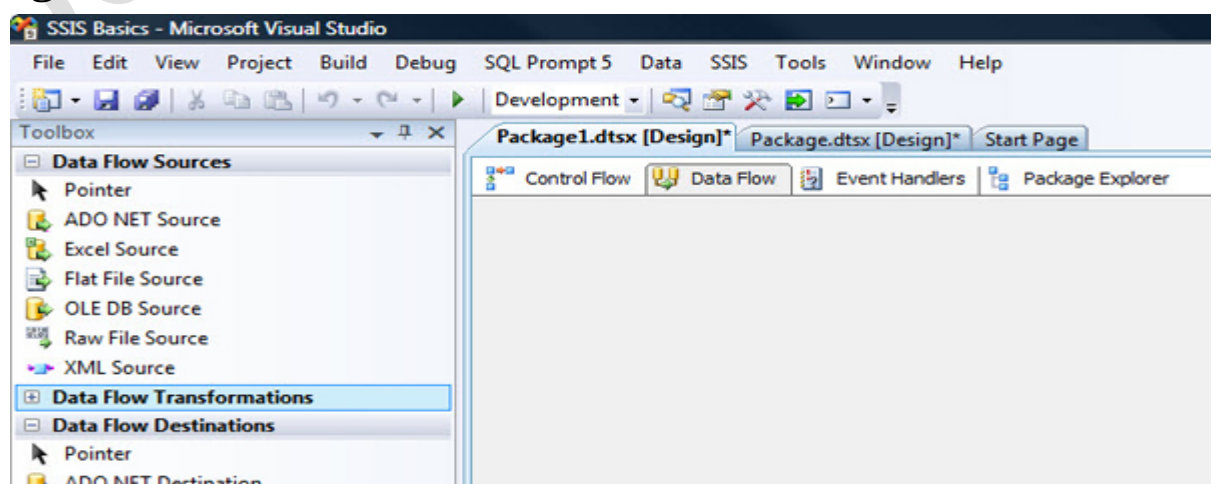 SSIS Basics - Microsoft Visual Studio
File Edit View Project Build Debug SQL Prompt 5 Data SSIS Tools Window Help
Development
Toolbox
Package1.dtsx [Design]* Package.dtsx [Design]* Start Page
Control Flow Data Flow Event Handlers Package Explorer
Data Flow Sources
Pointer
ADO NET Source
Excel Source
Flat File Source
OLE DB Source
Raw File Source
XML Source
Data Flow Transformations
Data Flow Destinations
Pointer
ADO NET Destination